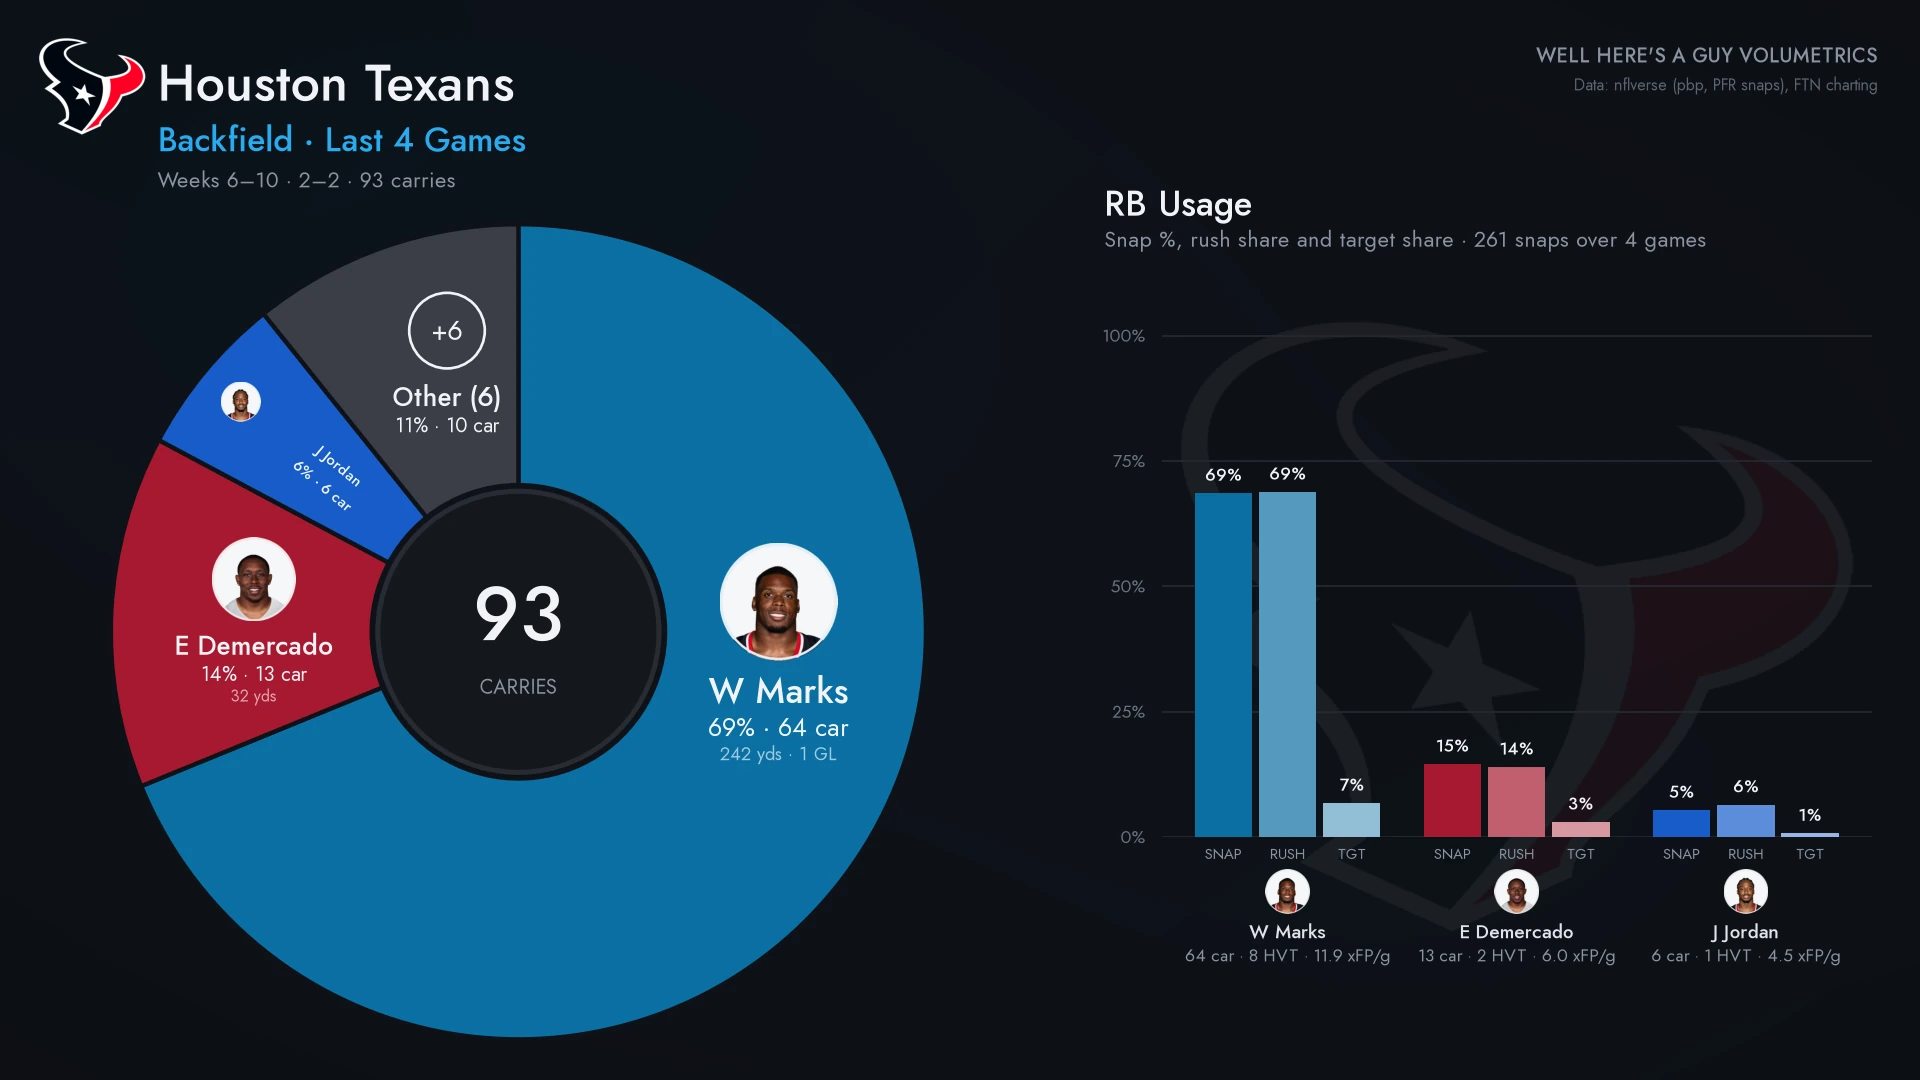 Houston Texans
Backfield · Last 4 Games
Weeks 6–10 · 2–2 · 93 carries
WELL HERE'S A GUY VOLUMETRICS
Data: nflverse (pbp, PFR snaps), FTN charting
+6
Other (6)
11% · 10 car
J Jordan
6% · 6 car
E Demercado
14% · 13 car
32 yds
93
CARRIES
W Marks
69% · 64 car
242 yds · 1 GL
RB Usage
Snap %, rush share and target share · 261 snaps over 4 games
100%
75%
50%
25%
0%
69% 69% 7%
15% 14% 3%
5% 6% 1%
SNAP RUSH TGT SNAP RUSH TGT SNAP RUSH TGT
W Marks
64 car · 8 HVT · 11.9 xFP/g
E Demercado
13 car · 2 HVT · 6.0 xFP/g
J Jordan
6 car · 1 HVT · 4.5 xFP/g